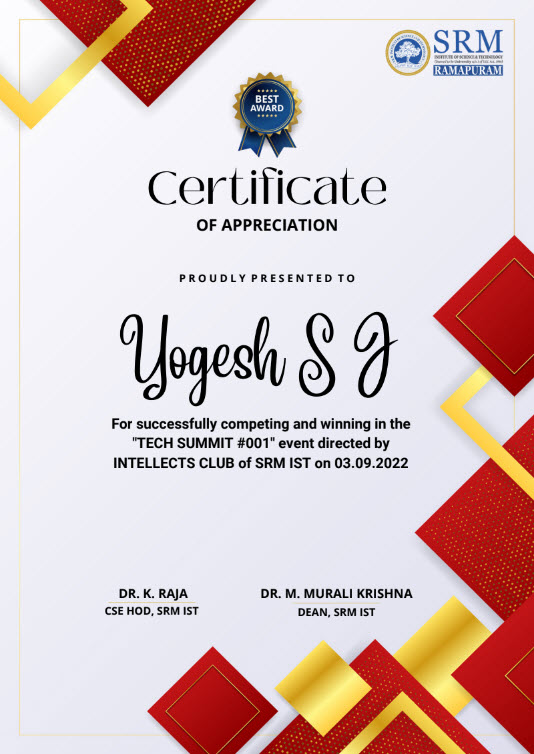 SRM
INSTITUTE OF SCIENCE & TECHNOLOGY
RAMAPURAM
BEST
AWARD
Certificate
OF APPRECIATION
PROUDLY PRESENTED TO
Yogesh S J
For successfully competing and winning in the
"TECH SUMMIT #001" event directed by
INTELLECTS CLUB of SRM IST on 03.09.2022
DR. K. RAJA
CSE HOD, SRM IST
DR. M. MURALI KRISHNA
DEAN, SRM IST